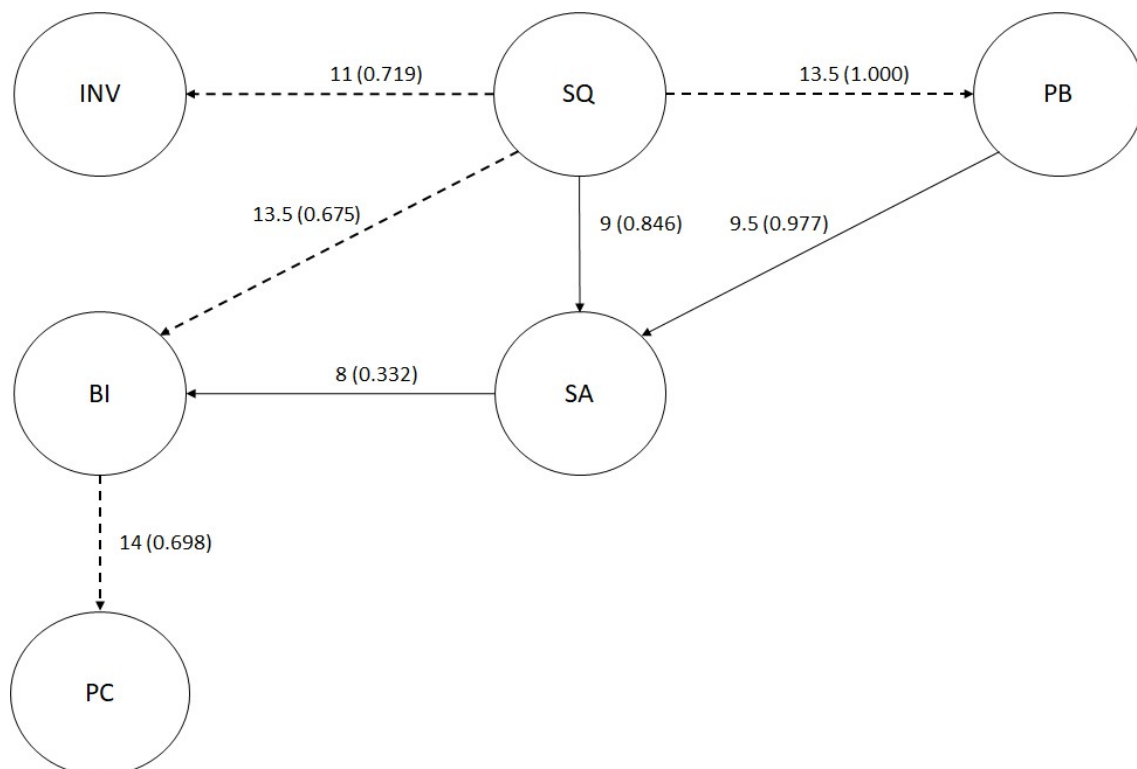 11 (0.719)
13.5 (1.000)
INV
SQ
PB
13.5 (0.675)
9 (0.846)
9.5 (0.977)
8 (0.332)
BI
SA
14 (0.698)
PC